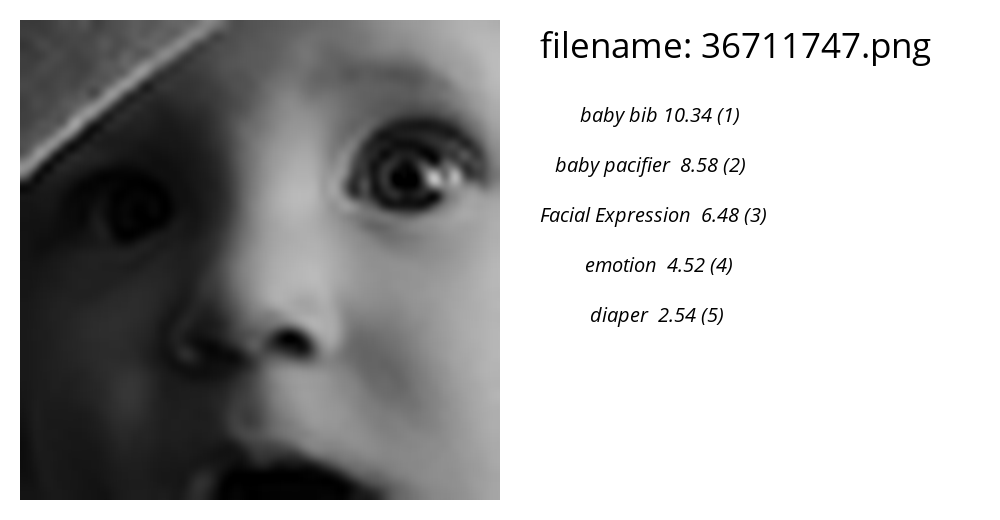 filename: 36711747.png
baby bib 10.34 (1)
baby pacifier 8.58 (2)
Facial Expression 6.48 (3)
emotion 4.52 (4)
diaper 2.54 (5)